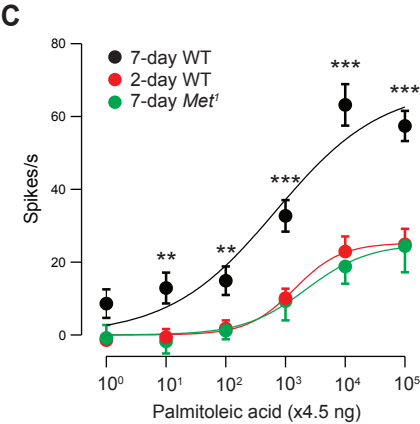 C
80
60
40
20
0
Spikes/s
7-day WT
2-day WT
7-day Met¹
**
**
***
***
***
10⁰ 10¹ 10² 10³ 10⁴ 10⁵
Palmitoleic acid (x4.5 ng)